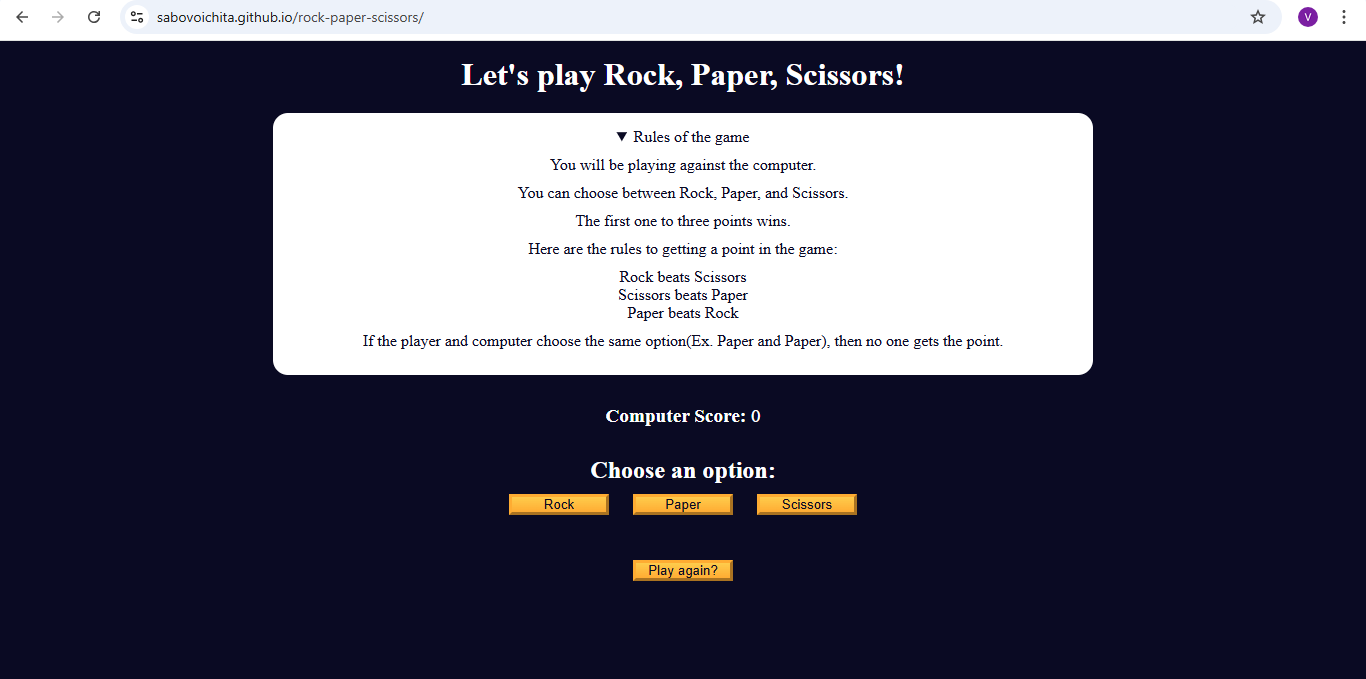 sabovoichita.github.io/rock-paper-scissors/
V
Let's play Rock, Paper, Scissors!
Rules of the game
You will be playing against the computer.
You can choose between Rock, Paper, and Scissors.
The first one to three points wins.
Here are the rules to getting a point in the game:
Rock beats Scissors
Scissors beats Paper
Paper beats Rock
If the player and computer choose the same option(Ex. Paper and Paper), then no one gets the point.
Computer Score: 0
Choose an option:
Rock Paper Scissors
Play again?